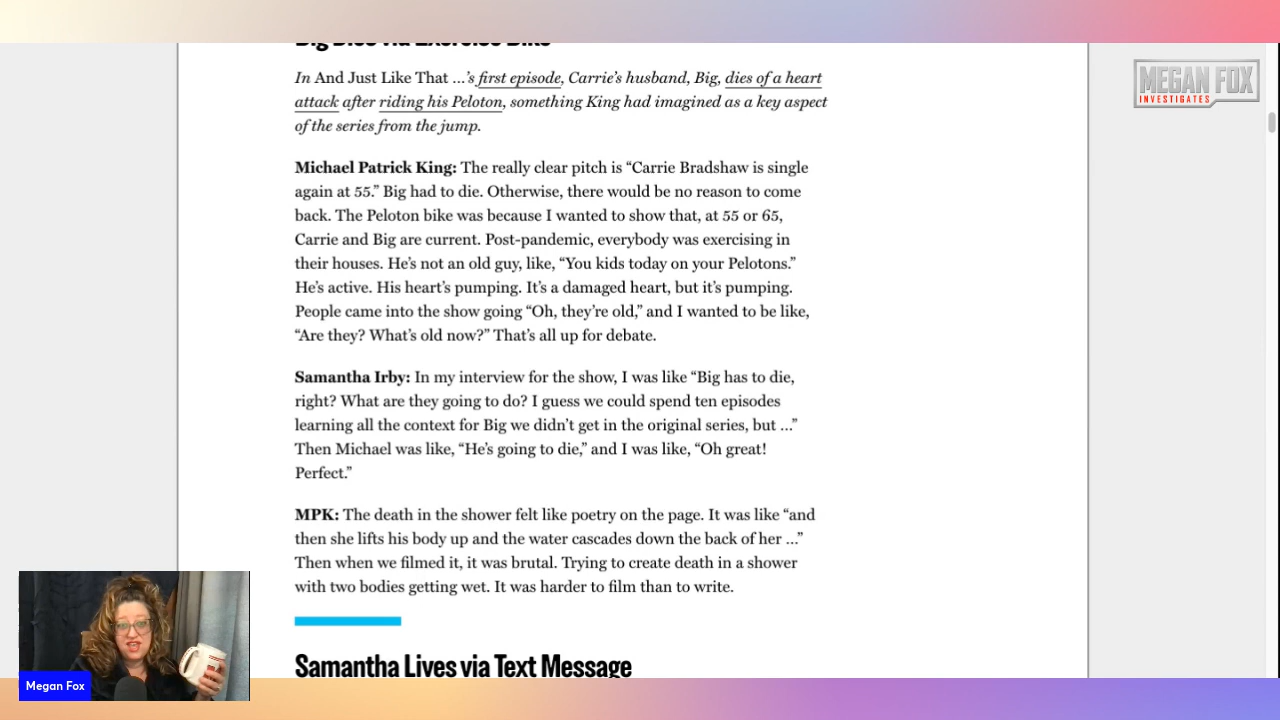 Big Dies via Exercise Bike
MEGAN FOX
INVESTIGATES
In And Just Like That …’s first episode, Carrie’s husband, Big, dies of a heart
attack after riding his Peloton, something King had imagined as a key aspect
of the series from the jump.
Michael Patrick King: The really clear pitch is “Carrie Bradshaw is single
again at 55.” Big had to die. Otherwise, there would be no reason to come
back. The Peloton bike was because I wanted to show that, at 55 or 65,
Carrie and Big are current. Post-pandemic, everybody was exercising in
their houses. He’s not an old guy, like, “You kids today on your Pelotons.”
He’s active. His heart’s pumping. It’s a damaged heart, but it’s pumping.
People came into the show going “Oh, they’re old,” and I wanted to be like,
“Are they? What’s old now?” That’s all up for debate.
Samantha Irby: In my interview for the show, I was like “Big has to die,
right? What are they going to do? I guess we could spend ten episodes
learning all the context for Big we didn’t get in the original series, but …”
Then Michael was like, “He’s going to die,” and I was like, “Oh great!
Perfect.”
MPK: The death in the shower felt like poetry on the page. It was like “and
then she lifts his body up and the water cascades down the back of her …”
Then when we filmed it, it was brutal. Trying to create death in a shower
with two bodies getting wet. It was harder to film than to write.
Samantha Lives via Text Message
Megan Fox